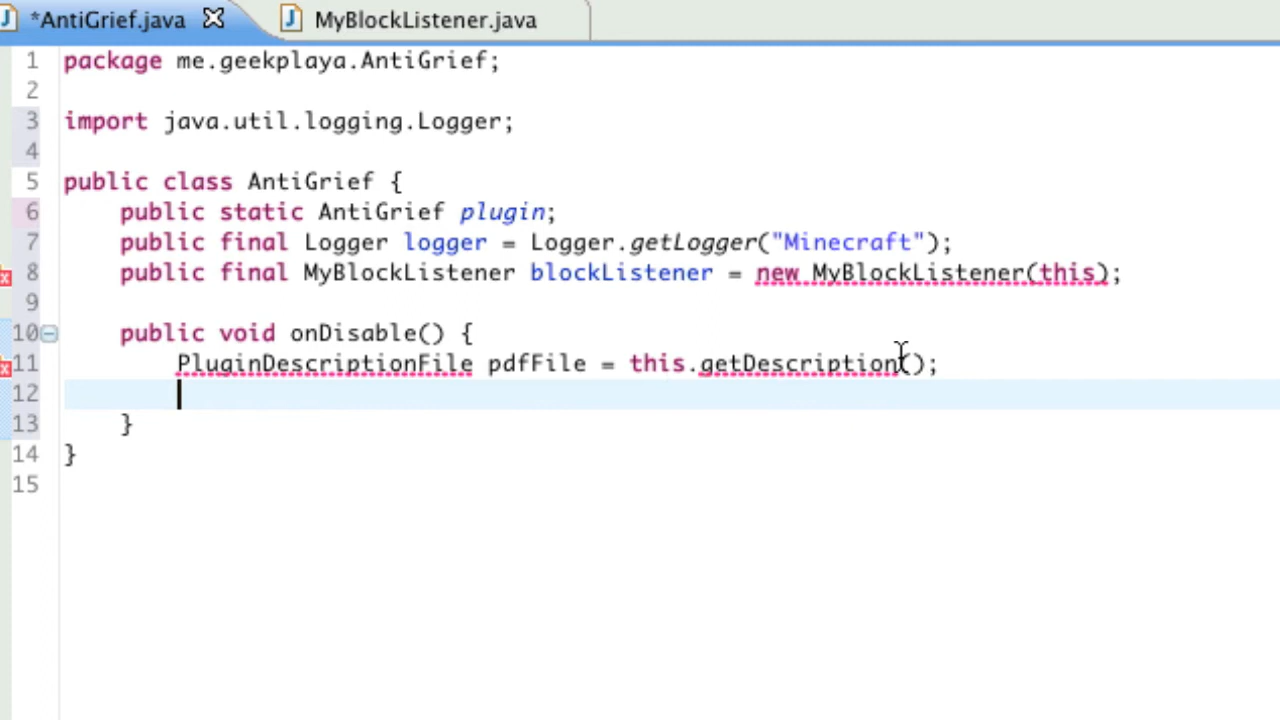 *AntiGrief.java MyBlockListener.java
1 package me.geekplaya.AntiGrief;
2
3 import java.util.logging.Logger;
4
5 public class AntiGrief {
6 public static AntiGrief plugin;
7 public final Logger logger = Logger.getLogger("Minecraft");
8 public final MyBlockListener blockListener = new MyBlockListener(this);
9
10 public void onDisable() {
11 PluginDescriptionFile pdfFile = this.getDescription();
12
13 }
14 }
15